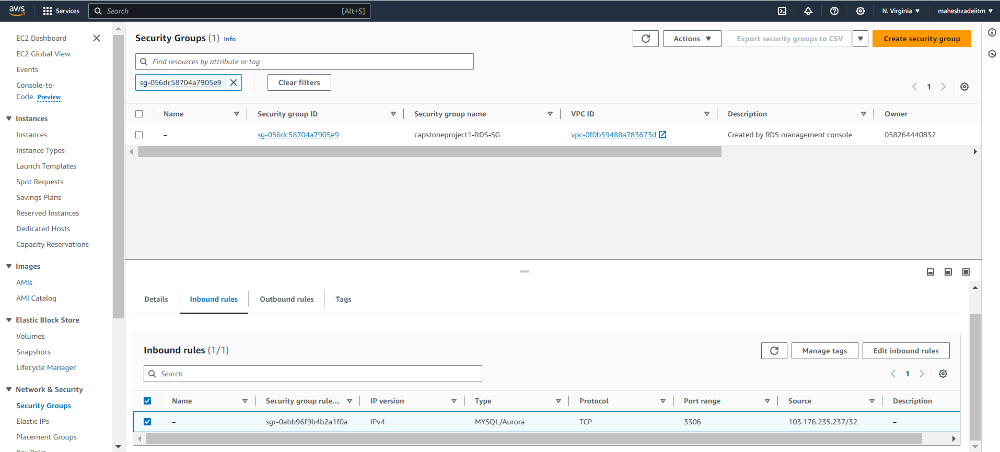 aws
Services
Search
[Alt+S]
N. Virginia
maheshzadeiitm
EC2 Dashboard
EC2 Global View
Events
Console-to-
Code Preview
Instances
Instances
Instance Types
Launch Templates
Spot Requests
Savings Plans
Reserved Instances
Dedicated Hosts
Capacity Reservations
Images
AMIs
AMI Catalog
Elastic Block Store
Volumes
Snapshots
Lifecycle Manager
Network & Security
Security Groups
Elastic IPs
Placement Groups
Key Pairs
Security Groups (1) Info
Actions
Export security groups to CSV
Create security group
Find resources by attribute or tag
sg-056dc58704a7905e9
Clear filters
1
Name Security group ID Security group name VPC ID Description Owner
– sg-056dc58704a7905e9 capstoneproject1-RDS-SG vpc-0f0b59488a783673d Created by RDS management console 058264440832
Details Inbound rules Outbound rules Tags
Inbound rules (1/1)
Manage tags
Edit inbound rules
Search
1
Name Security group rule... IP version Type Protocol Port range Source Description
– sgr-0abb96f9b4b2a1f0a IPv4 MYSQL/Aurora TCP 3306 103.176.235.237/32 –